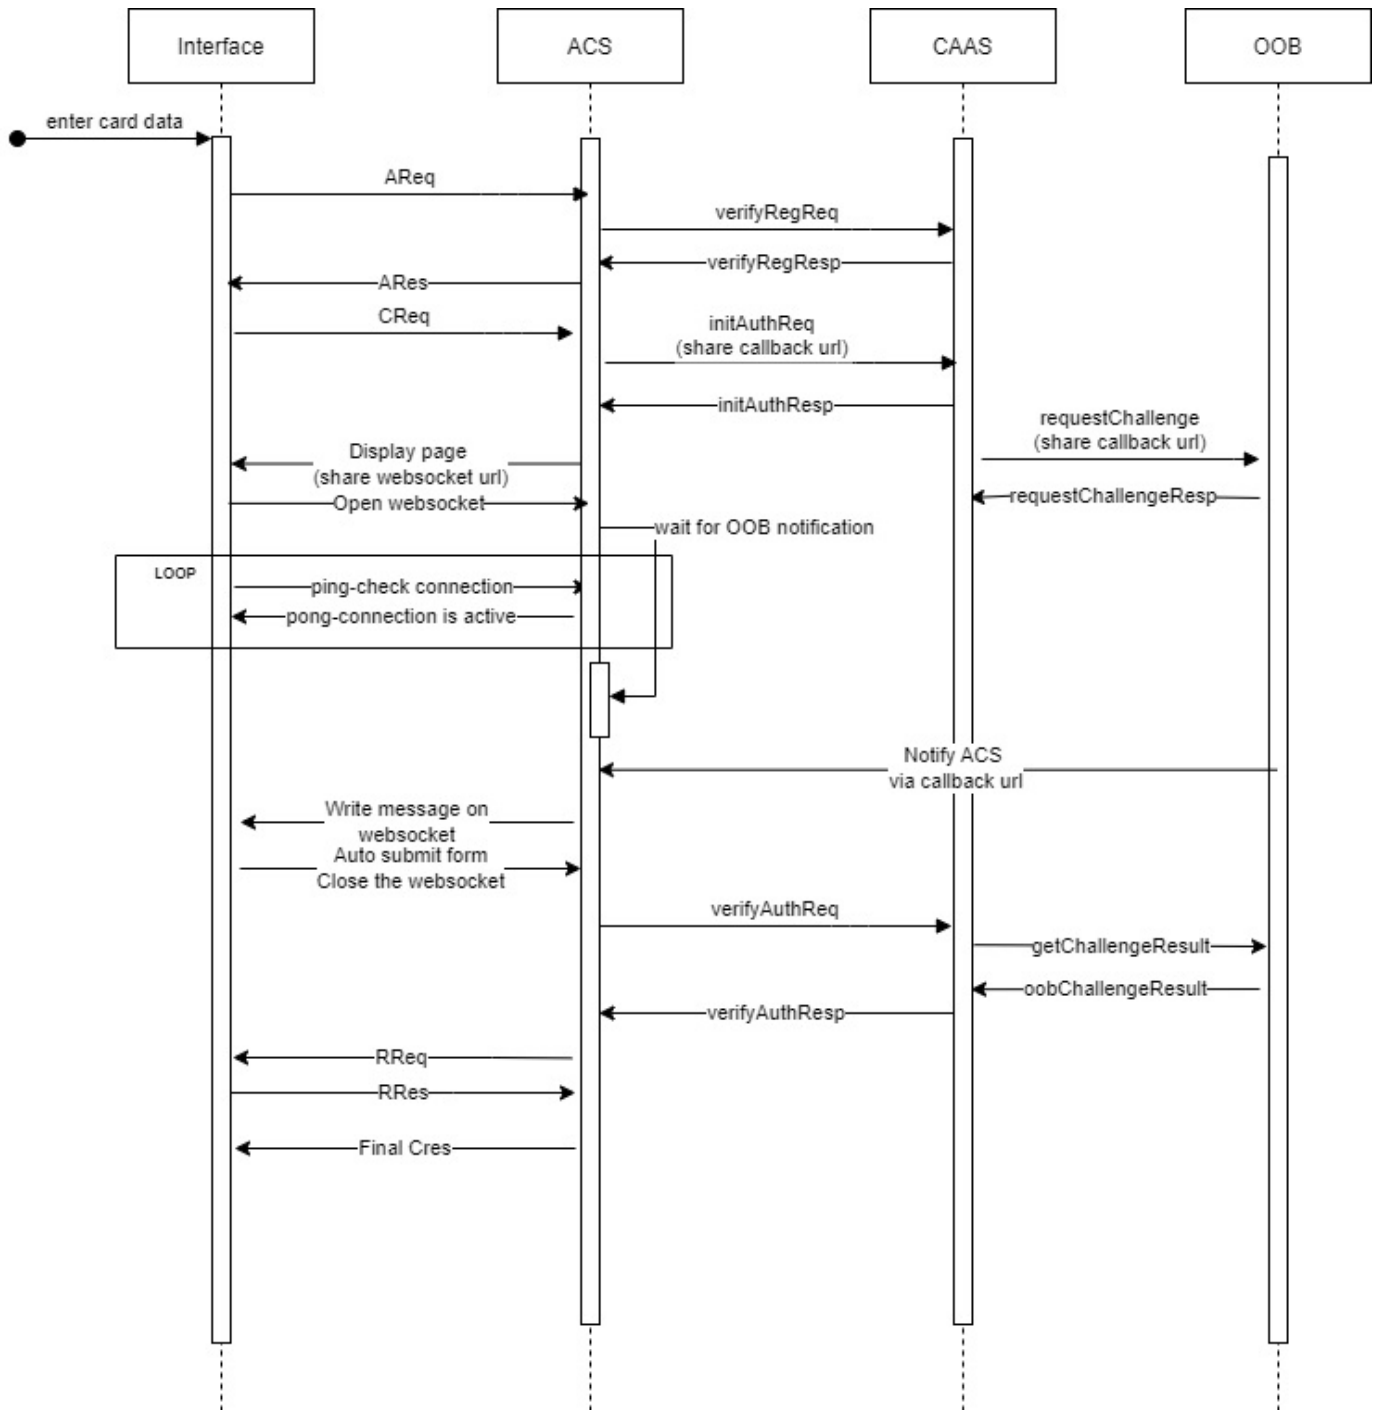 Interface
ACS
CAAS
OOB
enter card data
AReq
verifyRegReq
verifyRegResp
ARes
CReq
initAuthReq
(share callback url)
initAuthResp
requestChallenge
(share callback url)
Display page
(share websocket url)
requestChallengeResp
Open websocket
wait for OOB notification
LOOP
ping-check connection
pong-connection is active
Notify ACS
via callback url
Write message on
websocket
Auto submit form
Close the websocket
verifyAuthReq
getChallengeResult
oobChallengeResult
verifyAuthResp
RReq
RRes
Final Cres